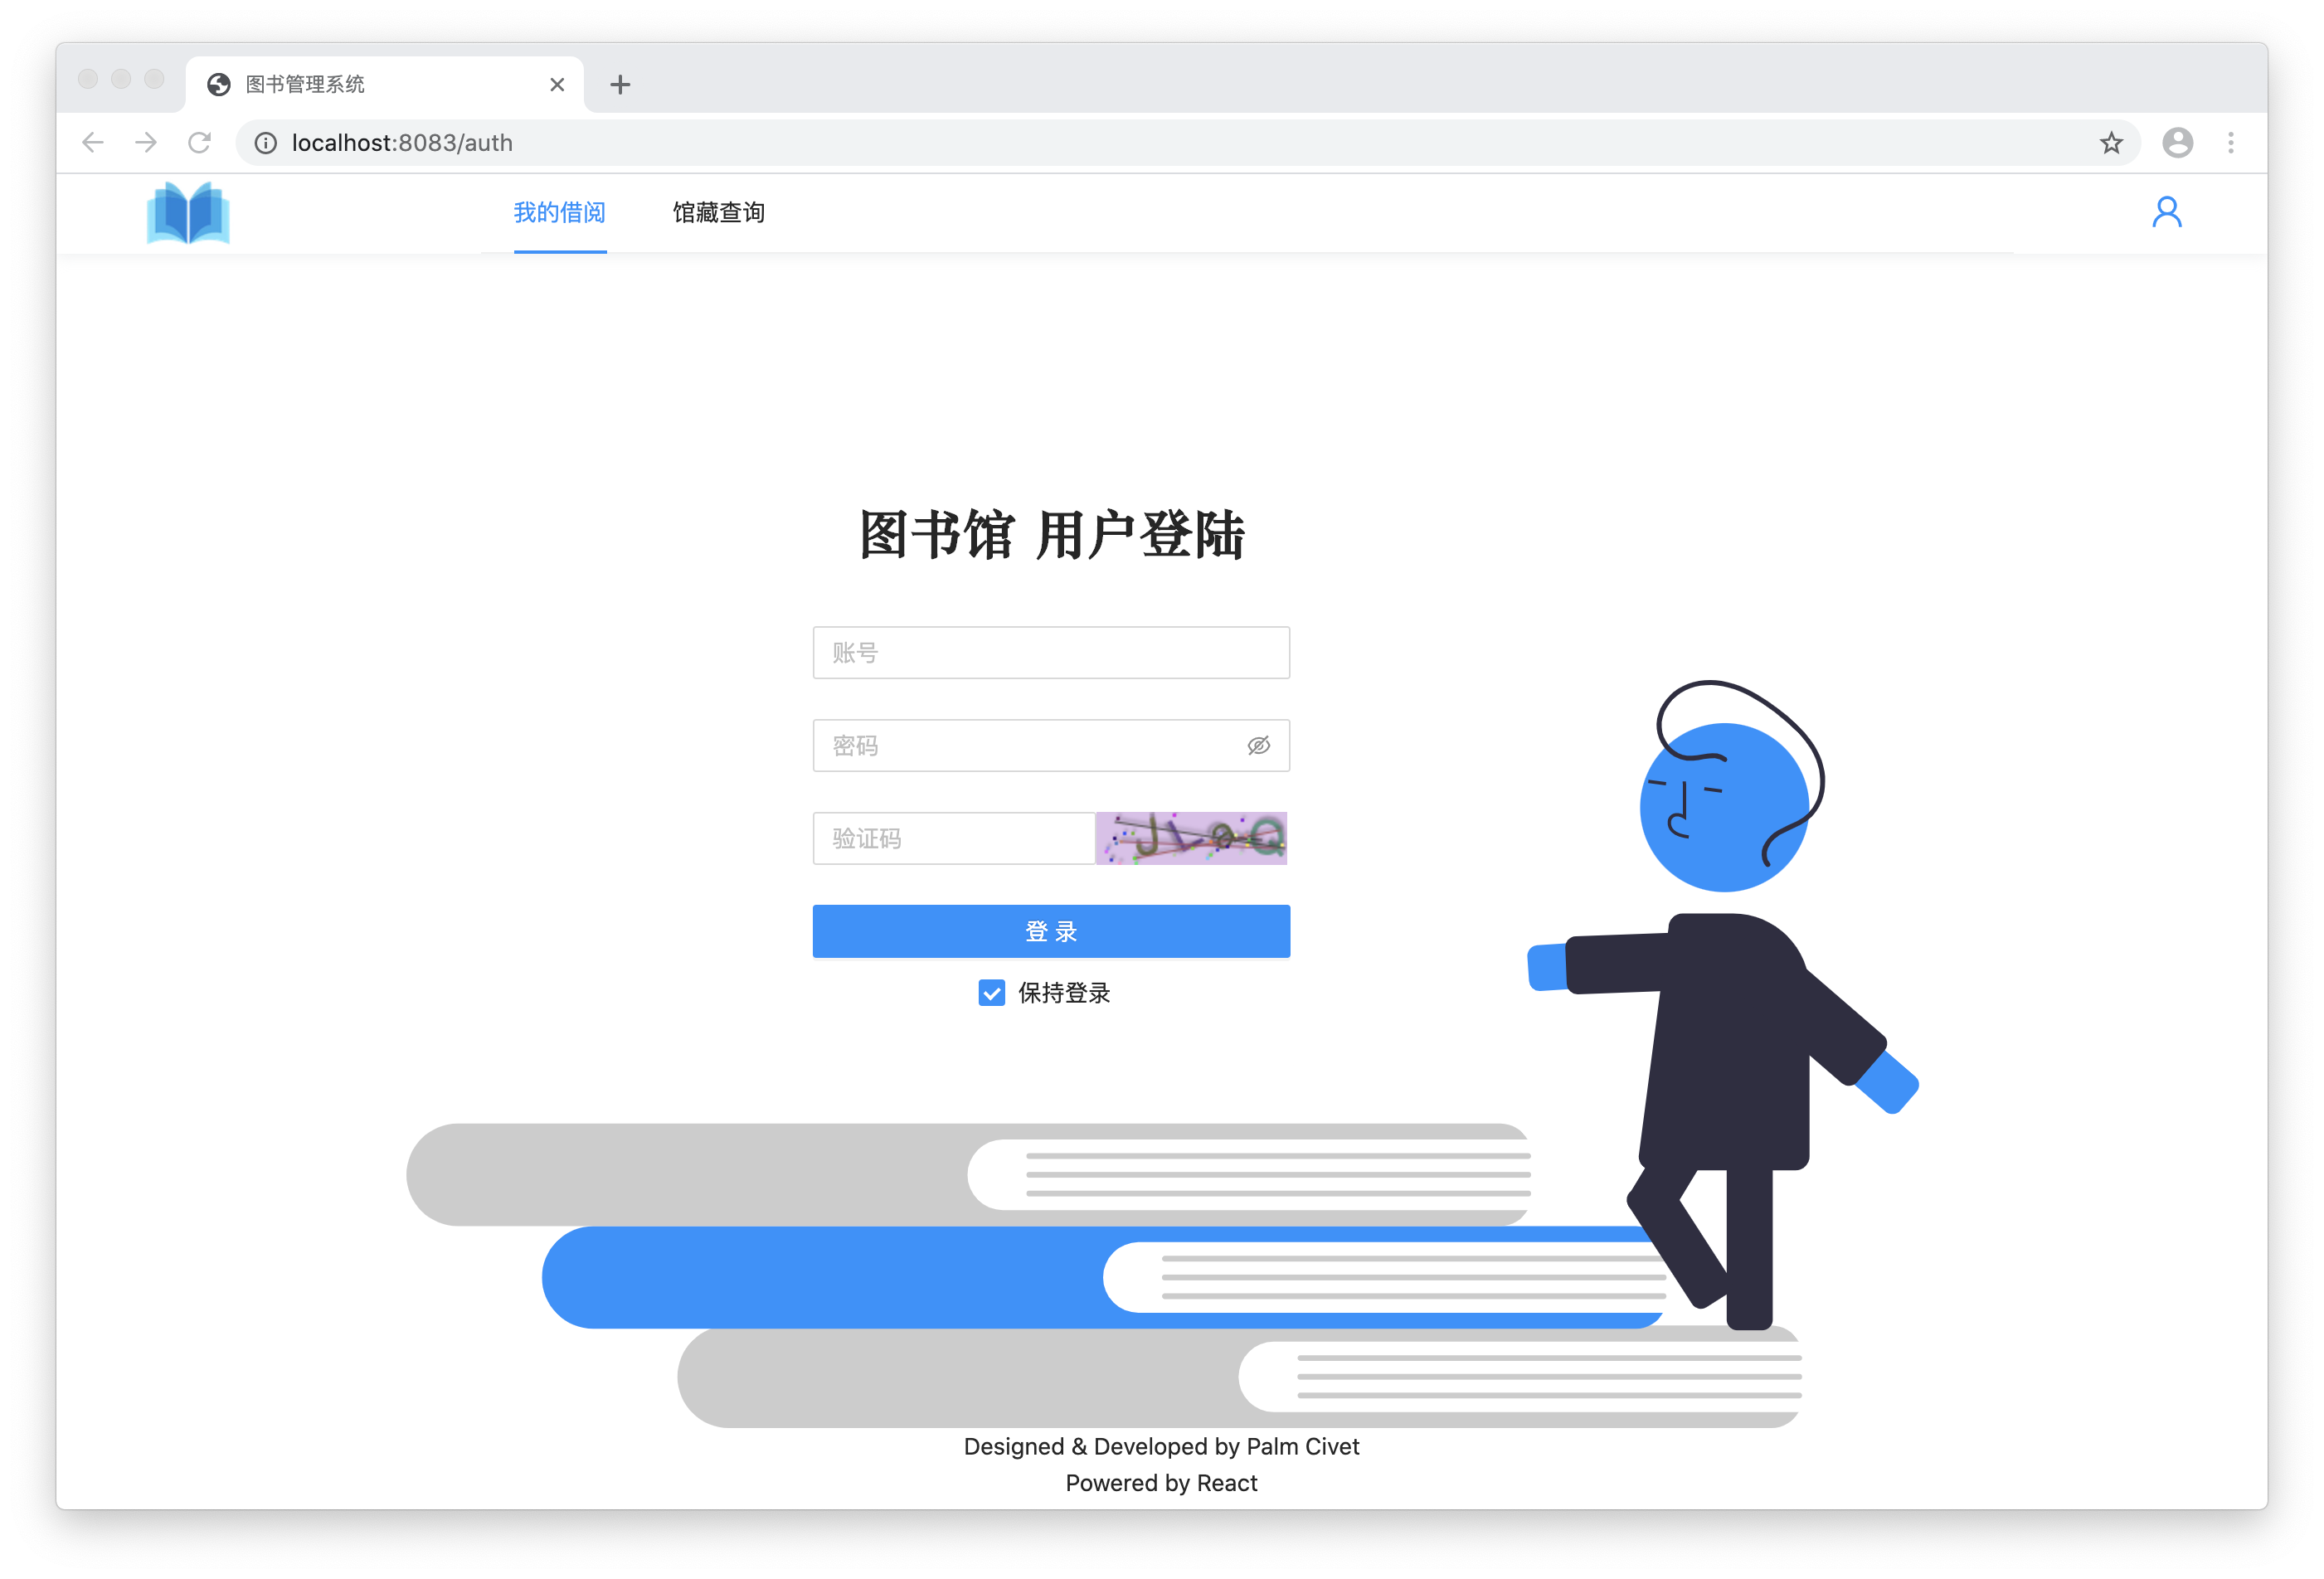 图书管理系统
localhost:8083/auth
我的借阅 馆藏查询
图书馆 用户登陆
账号
密码
验证码
登 录
保持登录
Designed & Developed by Palm Civet
Powered by React